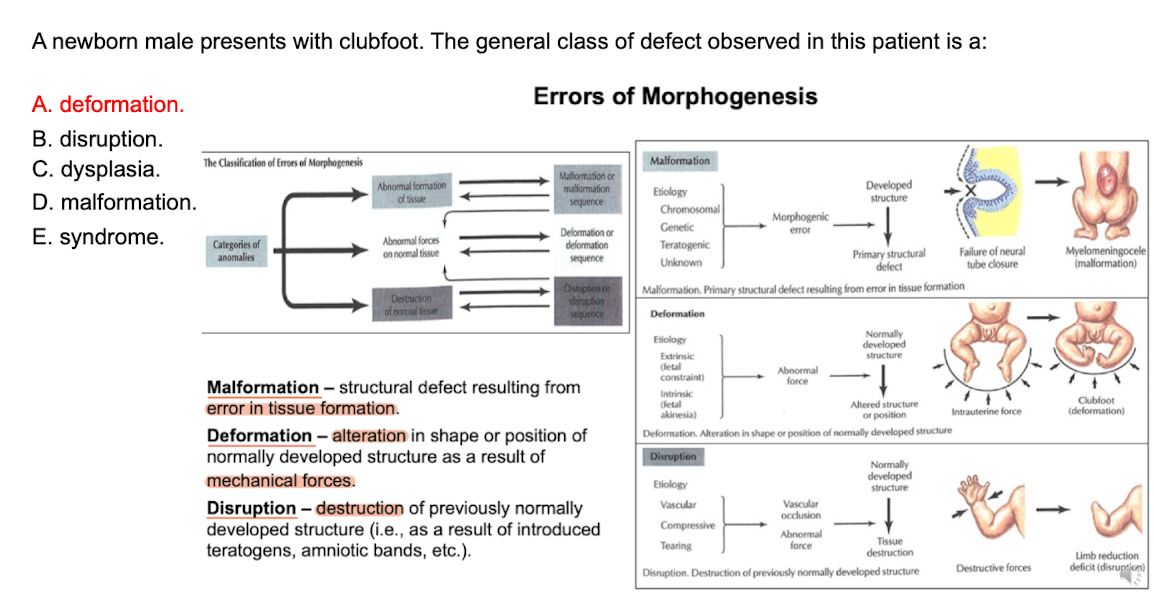 A newborn male presents with clubfoot. The general class of defect observed in this patient is a:
A. deformation.
B. disruption.
C. dysplasia.
D. malformation.
E. syndrome.
Errors of Morphogenesis
The Classification of Errors of Morphogenesis
Categories of
anomalies
Abnormal formation
of tissue
Malformation or
malformation
sequence
Abnormal forces
on normal tissue
Deformation or
deformation
sequence
Destruction
of normal tissue
Disruption or
disruption
sequence
Malformation – structural defect resulting from
error in tissue formation.
Deformation – alteration in shape or position of
normally developed structure as a result of
mechanical forces.
Disruption – destruction of previously normally
developed structure (i.e., as a result of introduced
teratogens, amniotic bands, etc.).
Malformation
Etiology
Chromosomal
Genetic
Teratogenic
Unknown
Morphogenic
error
Developed
structure
Primary structural
defect
X
Failure of neural
tube closure
Myelomeningocele
(malformation)
Malformation. Primary structural defect resulting from error in tissue formation
Deformation
Etiology
Extrinsic
(fetal
constraint)
Intrinsic
(fetal
akinesia)
Abnormal
force
Normally
developed
structure
Altered structure
or position
Intrauterine force
Clubfoot
(deformation)
Deformation. Alteration in shape or position of normally developed structure
Disruption
Etiology
Vascular
Compressive
Tearing
Vascular
occlusion
Abnormal
force
Normally
developed
structure
Tissue
destruction
Destructive forces
Limb reduction
deficit (disruption)
Disruption. Destruction of previously normally developed structure